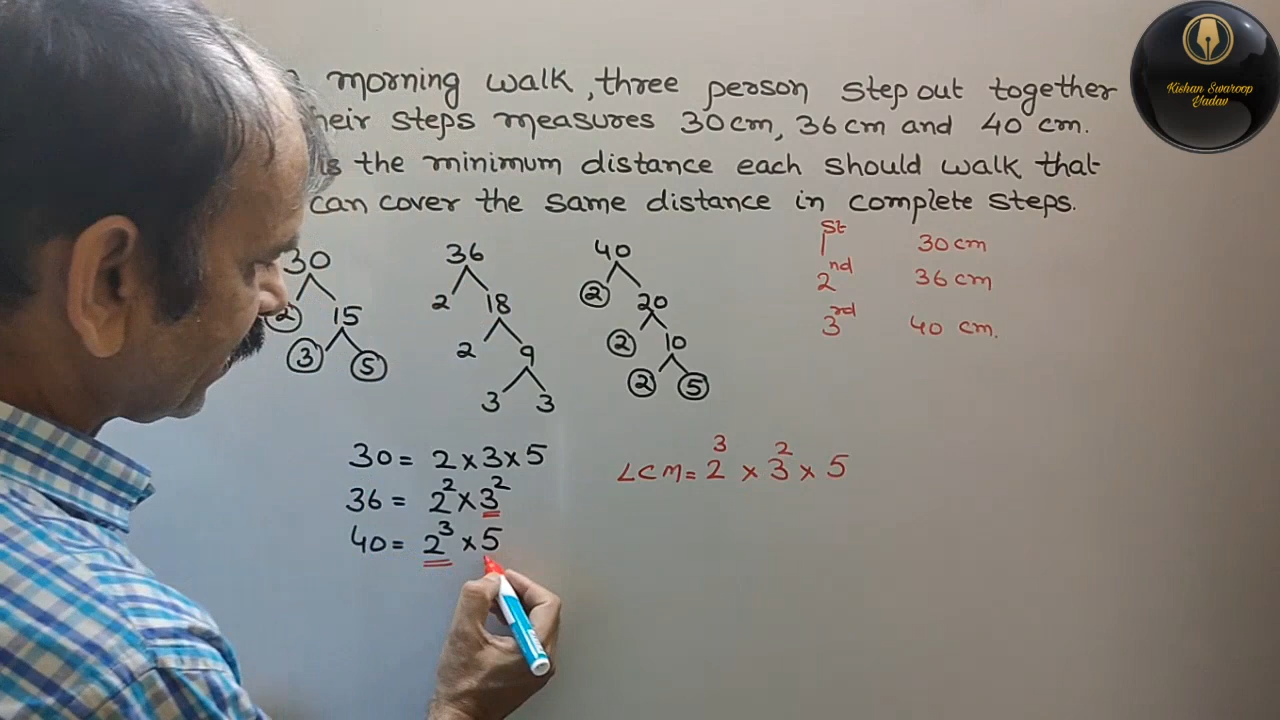 morning walk, three person step out together
heir steps measures 30 cm, 36 cm and 40 cm.
is the minimum distance each should walk that
can cover the same distance in complete steps.
1st 30 cm
2nd 36 cm
3rd 40 cm.
30
2 15
3 5
36
2 18
2 9
3 3
40
2 20
2 10
2 5
30 = 2 × 3 × 5
36 = 2² × 3²
40 = 2³ × 5
LCM = 2³ × 3² × 5
Kishan Swaroop
Yadav